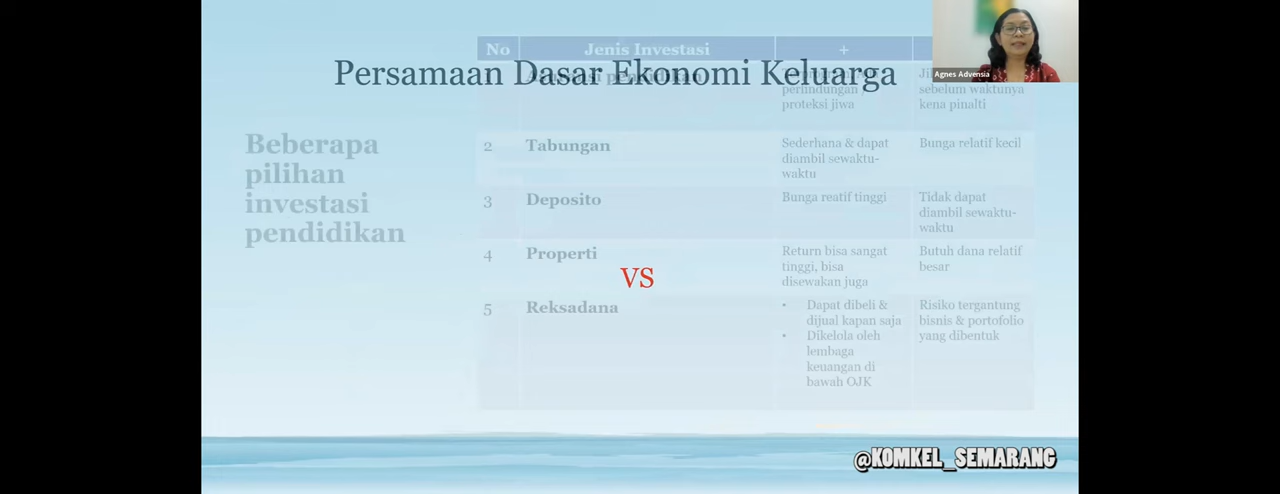 No Jenis Investasi +
Persamaan Dasar Ekonomi Keluarga
Agnes Advensia
perlindungan
proteksi jiwa
sebelum waktunya
kena pinalti
Beberapa
pilihan
investasi
pendidikan
2 Tabungan
Sederhana & dapat
diambil sewaktu-
waktu
Bunga relatif kecil
3 Deposito
Bunga reatif tinggi
Tidak dapat
diambil sewaktu-
waktu
4 Properti
Return bisa sangat
tinggi, bisa
disewakan juga
Butuh dana relatif
besar
VS
5 Reksadana
• Dapat dibeli &
dijual kapan saja
• Dikelola oleh
lembaga
keuangan di
bawah OJK
Risiko tergantung
bisnis & portofolio
yang dibentuk
@KOMKEL_SEMARANG